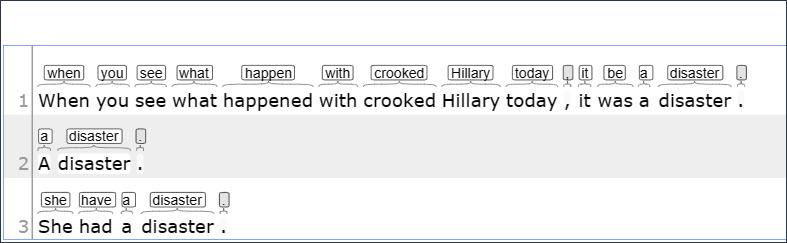 when you see what happen with crooked Hillary today , it be a disaster .
1 When you see what happened with crooked Hillary today , it was a disaster .
a disaster .
2 A disaster .
she have a disaster .
3 She had a disaster .